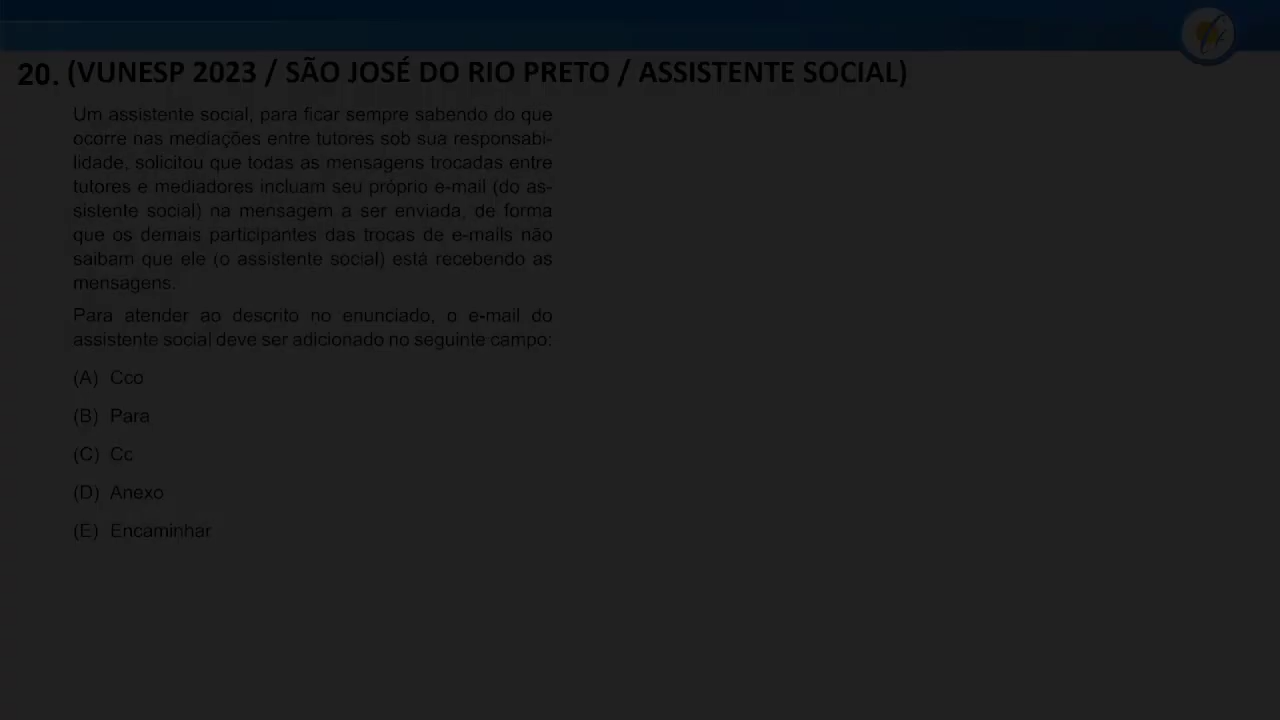 20. (VUNESP 2023 / SÃO JOSÉ DO RIO PRETO / ASSISTENTE SOCIAL)
Um assistente social, para ficar sempre sabendo do que
ocorre nas mediações entre tutores sob sua responsabi-
lidade, solicitou que todas as mensagens trocadas entre
tutores e mediadores incluam seu próprio e-mail (do as-
sistente social) na mensagem a ser enviada, de forma
que os demais participantes das trocas de e-mails não
saibam que ele (o assistente social) está recebendo as
mensagens.
Para atender ao descrito no enunciado, o e-mail do
assistente social deve ser adicionado no seguinte campo:
(A) Cco
(B) Para
(C) Cc
(D) Anexo
(E) Encaminhar